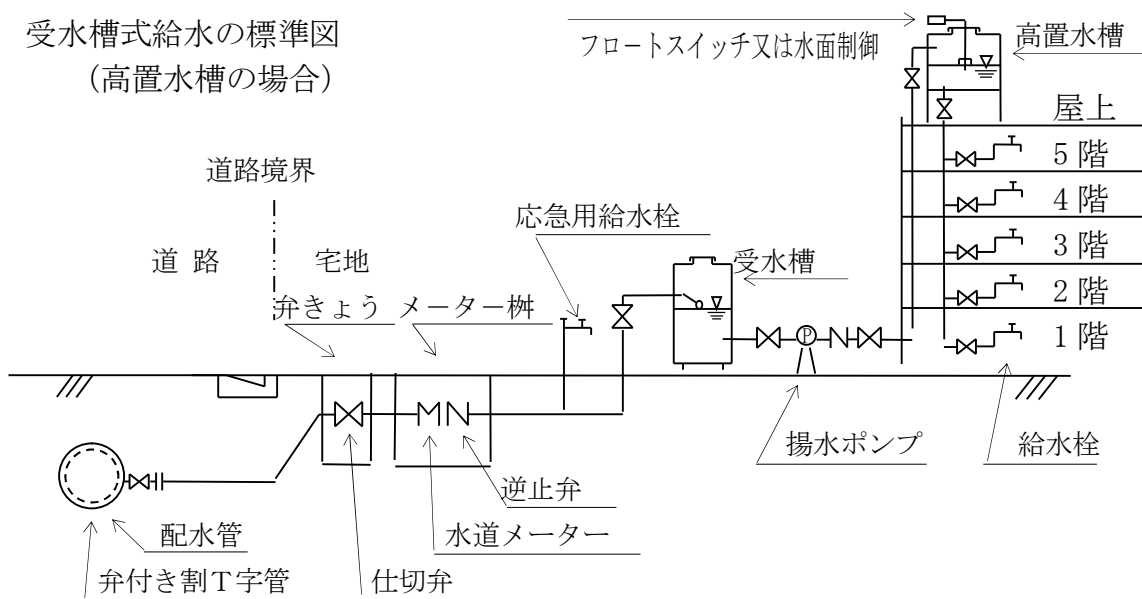 受水槽式給水の標準図
（高置水槽の場合）
フロートスイッチ又は水面制御
高置水槽
屋上
5 階
4 階
3 階
2 階
1 階
道路境界
道 路
宅地
応急用給水栓
受水槽
弁きょう
メーター桝
P
M
揚水ポンプ
給水栓
逆止弁
配水管
水道メーター
弁付き割Ｔ字管
仕切弁